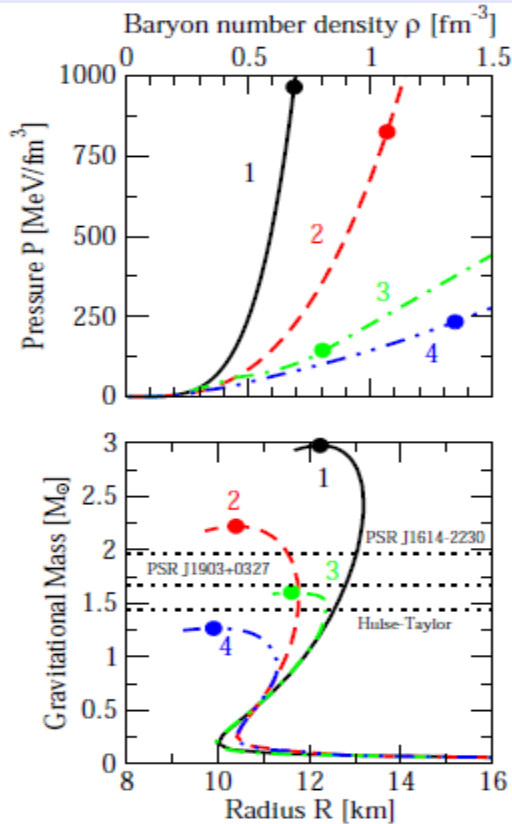 Baryon number density ρ [fm⁻³]
0 0.5 1 1.5
1000
750
500
250
0
Pressure P [MeV/fm³]
1
2
3
4
3
2.5
2
1.5
1
0.5
0
Gravitational Mass [M⊙]
1
2
PSR J1614-2230
PSR J1903+0327
3
Hulse-Taylor
4
8 10 12 14 16
Radius R [km]